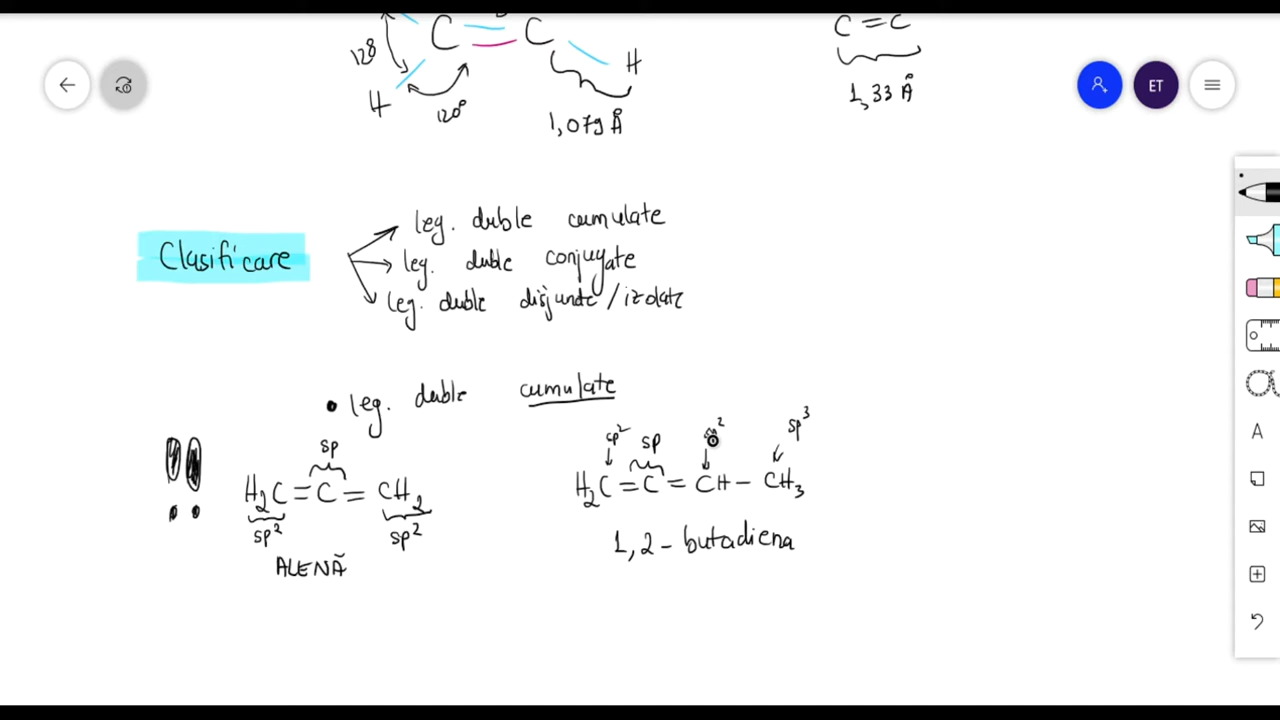 C = C
C = C
128
H
H
120°
1,079 Å
1,33 Å
ET
Clasificare
leg. duble cumulate
leg. duble conjugate
leg. duble disjuncte/izolate
• leg. duble cumulate
!!
sp
sp² sp sp² sp³
H₂C = C = CH₂
H₂C = C = CH - CH₃
sp² sp²
ALENĂ
1,2 - butadiena
A